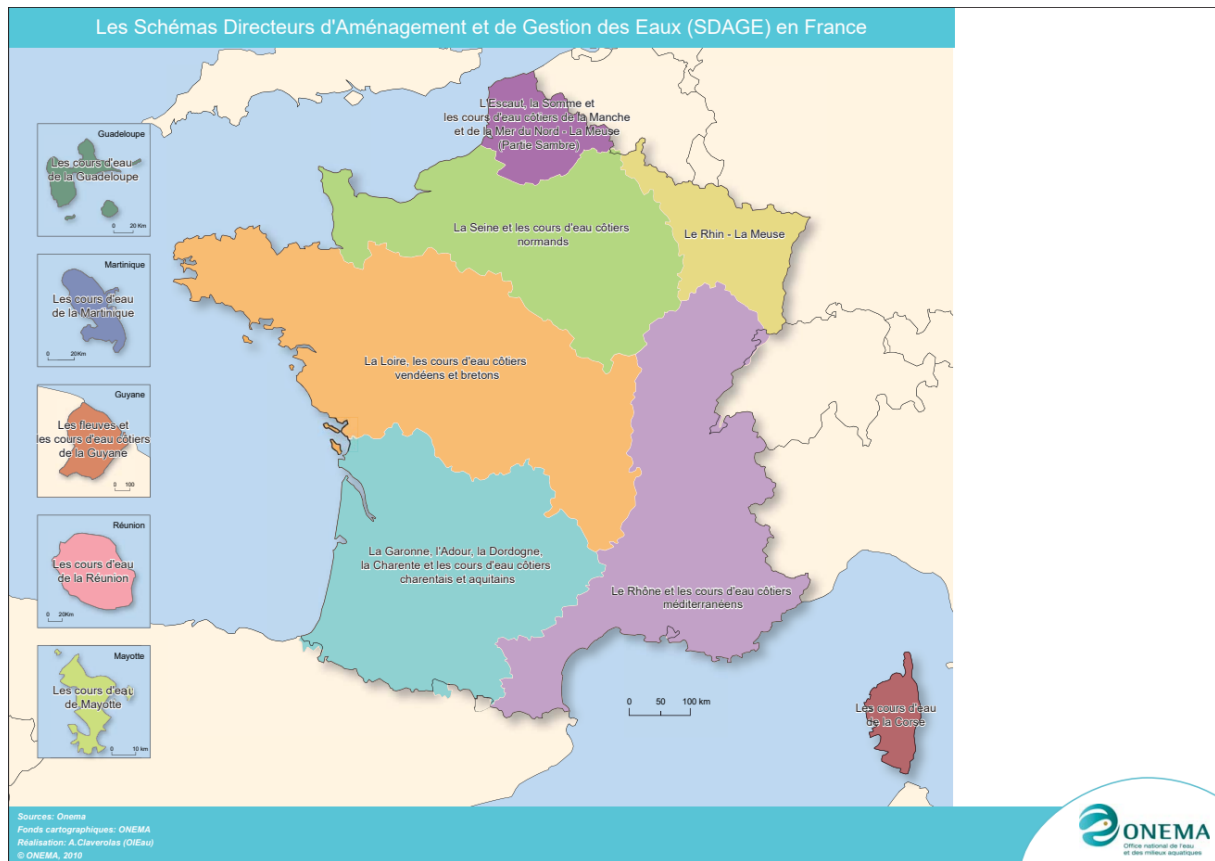 Les Schémas Directeurs d'Aménagement et de Gestion des Eaux (SDAGE) en France
L'Escaut, la Somme et
les cours d'eau côtiers de la Manche
et de la Mer du Nord - La Meuse
(Partie Sambre)
Guadeloupe
Les cours d'eau
de la Guadeloupe
0 20 Km
La Seine et les cours d'eau côtiers
normands
Le Rhin - La Meuse
Martinique
Les cours d'eau
de la Martinique
0 20Km
La Loire, les cours d'eau côtiers
vendéens et bretons
Guyane
Les fleuves et
les cours d'eau côtiers
de la Guyane
0 100
Réunion
Les cours d'eau
de la Réunion
0 20Km
La Garonne, l'Adour, la Dordogne,
la Charente et les cours d'eau côtiers
charentais et aquitains
Le Rhône et les cours d'eau côtiers
méditerranéens
Mayotte
Les cours d'eau
de Mayotte
0 10 km
0 50 100 km
Les cours d'eau
de la Corse
Sources: Onema
Fonds cartographiques: ONEMA
Réalisation: A.Claverolas (OIEau)
© ONEMA, 2010
ONEMA
Office national de l'eau
et des milieux aquatiques